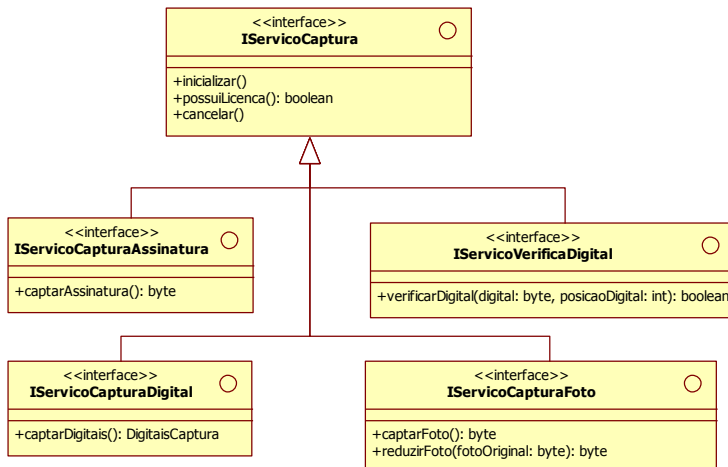 <<interface>>
IServicoCaptura
+inicializar()
+possuiLicenca(): boolean
+cancelar()
<<interface>>
IServicoCapturaAssinatura
+captarAssinatura(): byte
<<interface>>
IServicoVerificaDigital
+verificarDigital(digital: byte, posicaoDigital: int): boolean
<<interface>>
IServicoCapturaDigital
+captarDigitais(): DigitaisCaptura
<<interface>>
IServicoCapturaFoto
+captarFoto(): byte
+reduzirFoto(fotoOriginal: byte): byte